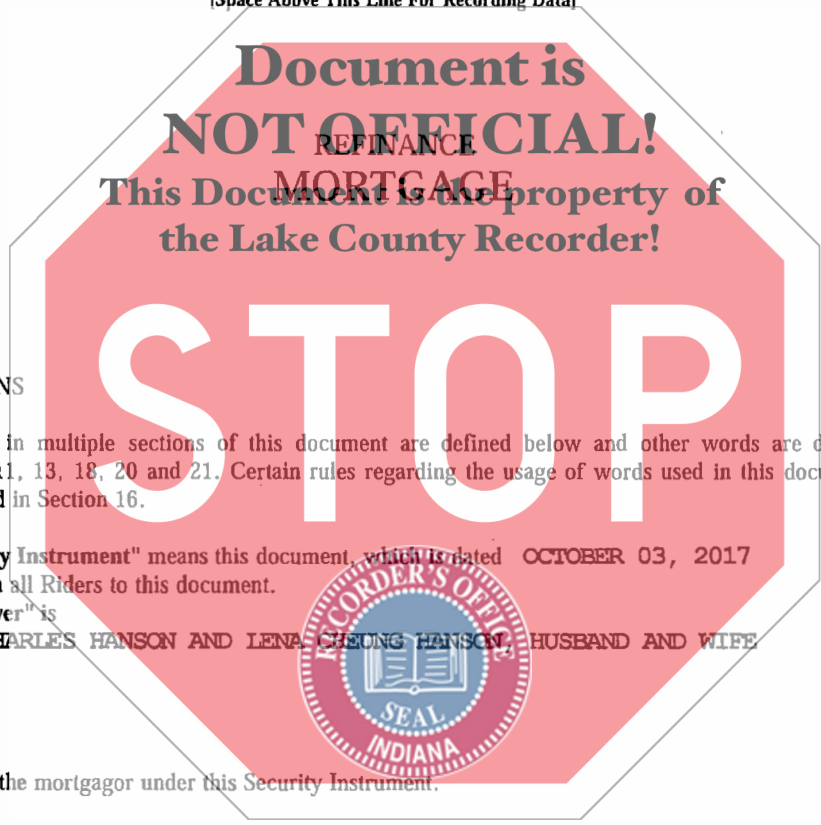 [Space Above This Line For Recording Data]
Document is
NOT OFFICIAL!
REFINANCE
MORTGAGE
This Document is the property of
the Lake County Recorder!
STOP
NS
in multiple sections of this document are defined below and other words are d
1, 13, 18, 20 and 21. Certain rules regarding the usage of words used in this docu
d in Section 16.
y Instrument" means this document, which is dated OCTOBER 03, 2017
all Riders to this document.
er" is
ARLES HANSON AND LENA CHEUNG HANSON, HUSBAND AND WIFE
RECORDER'S OFFICE
SEAL
INDIANA
the mortgagor under this Security Instrument.